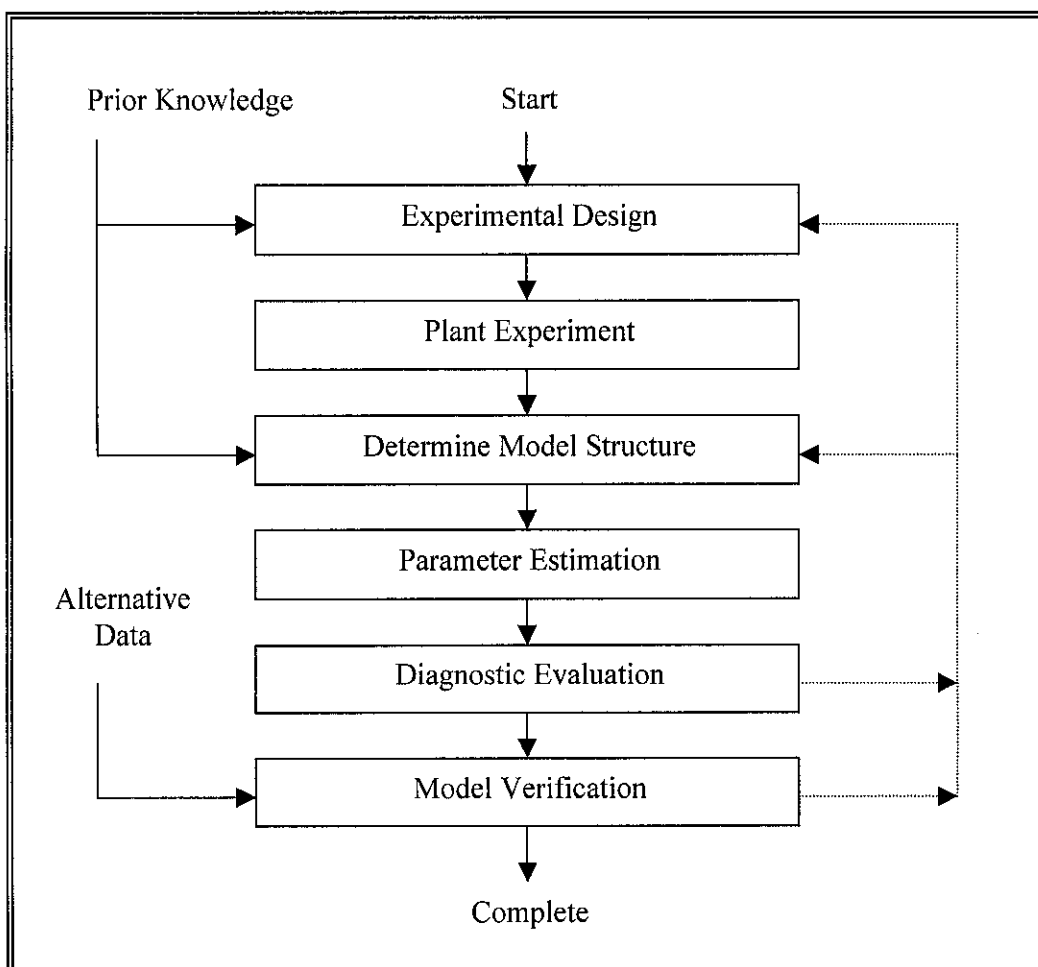 Prior Knowledge
Start
Experimental Design
Plant Experiment
Determine Model Structure
Parameter Estimation
Alternative
Data
Diagnostic Evaluation
Model Verification
Complete